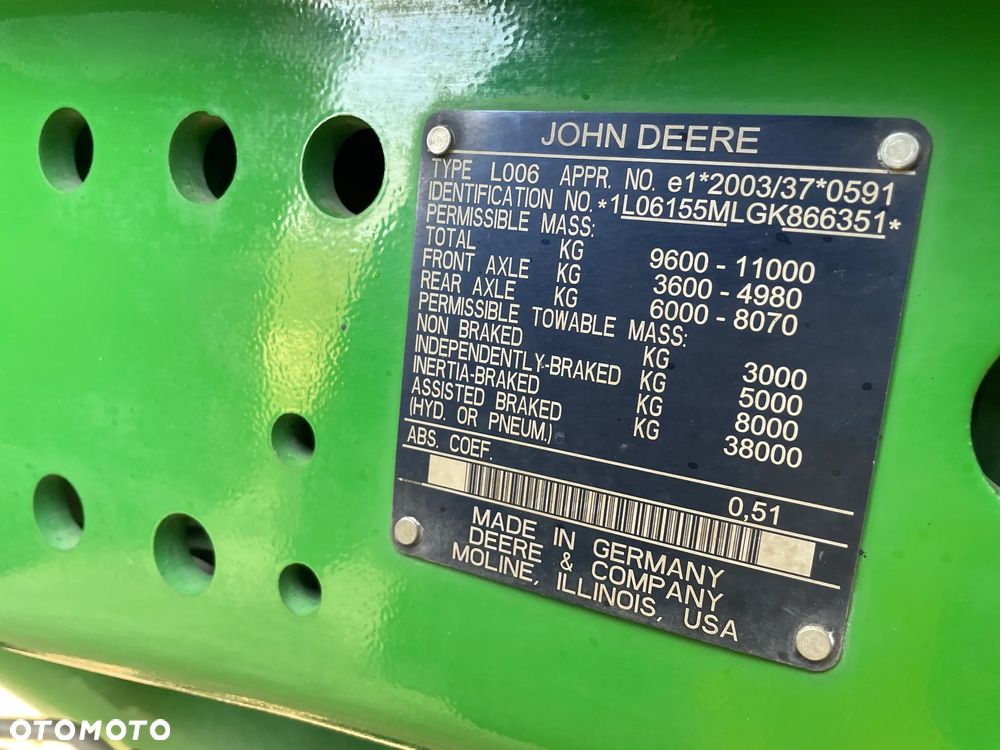 JOHN DEERE
TYPE L006 APPR. NO. e1*2003/37*0591
IDENTIFICATION NO. *1L06155MLGK866351*
PERMISSIBLE MASS:
TOTAL KG 9600 - 11000
FRONT AXLE KG 3600 - 4980
REAR AXLE KG 6000 - 8070
PERMISSIBLE TOWABLE MASS:
NON BRAKED KG 3000
INDEPENDENTLY-BRAKED KG 5000
INERTIA-BRAKED KG 8000
ASSISTED BRAKED KG 38000
(HYD. OR PNEUM.)
ABS. COEF. 0,51
MADE IN GERMANY
DEERE & COMPANY
MOLINE, ILLINOIS, USA
OTOMOTO